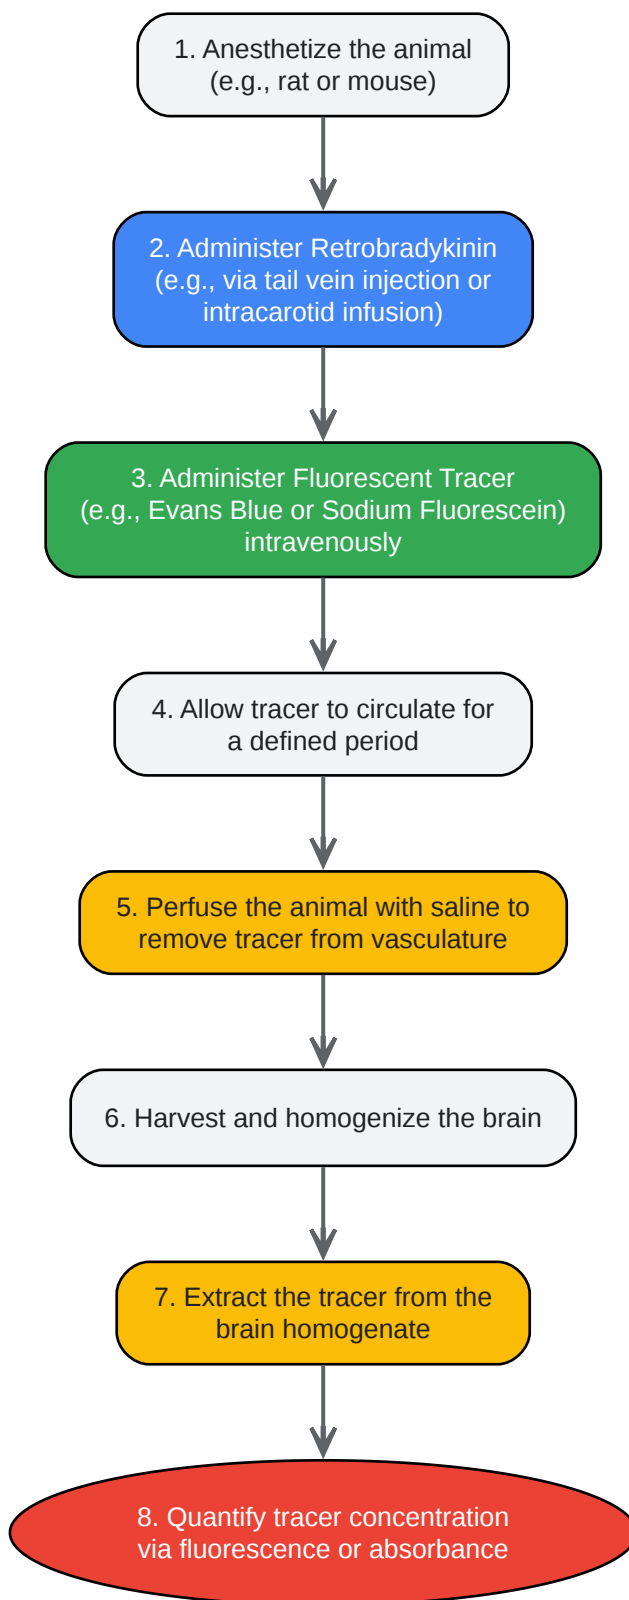 1. Anesthetize the animal
(e.g., rat or mouse)
2. Administer Retrobradykinin
(e.g., via tail vein injection or
intracarotid infusion)
3. Administer Fluorescent Tracer
(e.g., Evans Blue or Sodium Fluorescein)
intravenously
4. Allow tracer to circulate for
a defined period
5. Perfuse the animal with saline to
remove tracer from vasculature
6. Harvest and homogenize the brain
7. Extract the tracer from the
brain homogenate
8. Quantify tracer concentration
via fluorescence or absorbance